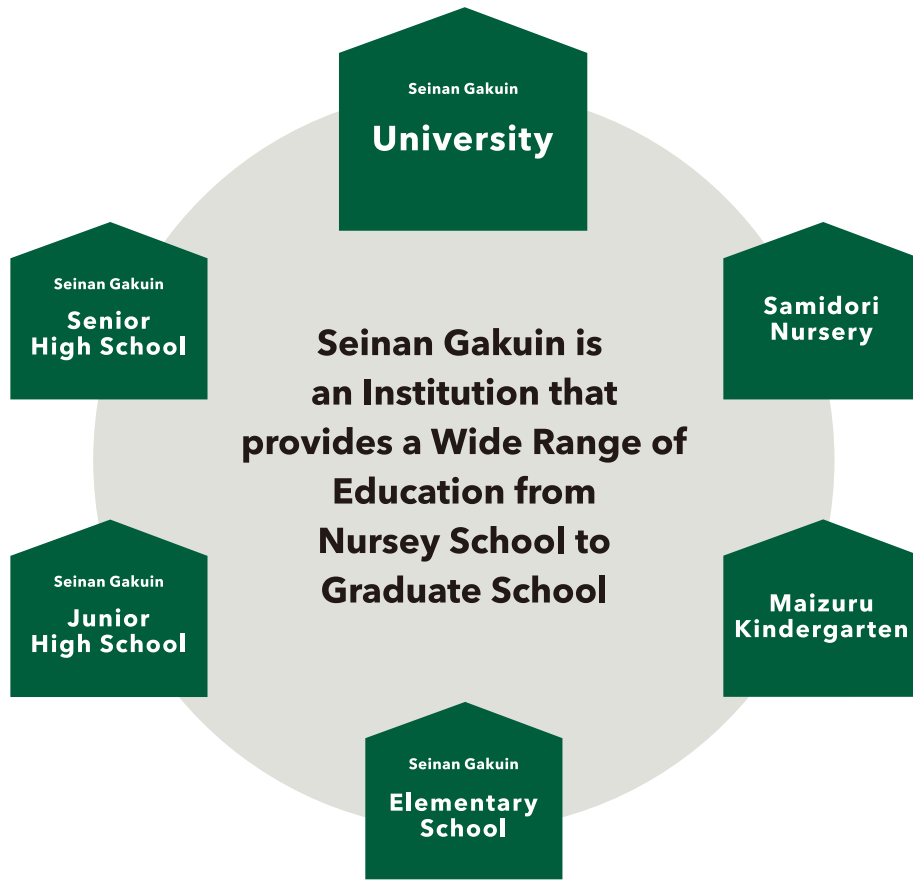 Seinan Gakuin
University
Seinan Gakuin
Senior
High School
Samidori
Nursery
Seinan Gakuin is
an Institution that
provides a Wide Range of
Education from
Nursey School to
Graduate School
Seinan Gakuin
Junior
High School
Maizuru
Kindergarten
Seinan Gakuin
Elementary
School